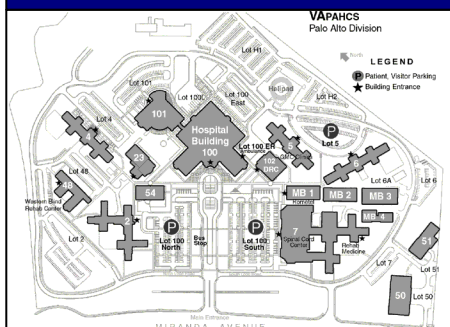 VAPAHCS
Palo Alto Division
North
LEGEND
P Patient, Visitor Parking
★ Building Entrance
Lot H1
Lot 101
Lot 100
East
Helipad
Lot H2
Lot 4
101
4
Hospital
Building
100
Lot 100 ER
Ambulance
P
Lot 5
5
102
DRC
6
23
Lot 48
48
Western Blind
Rehab Center
54
Lot 6A
Lot 6
MB 1
MB 2
MB 3
MB 4
2
P
Lot 100
North
Bus
Stop
P
Lot 100
South
7
Spinal Cord
Center
Rehab
Medicine
Lot 2
Lot 7
51
Lot 51
50
Lot 50
Main Entrance
MIRANDA AVENUE